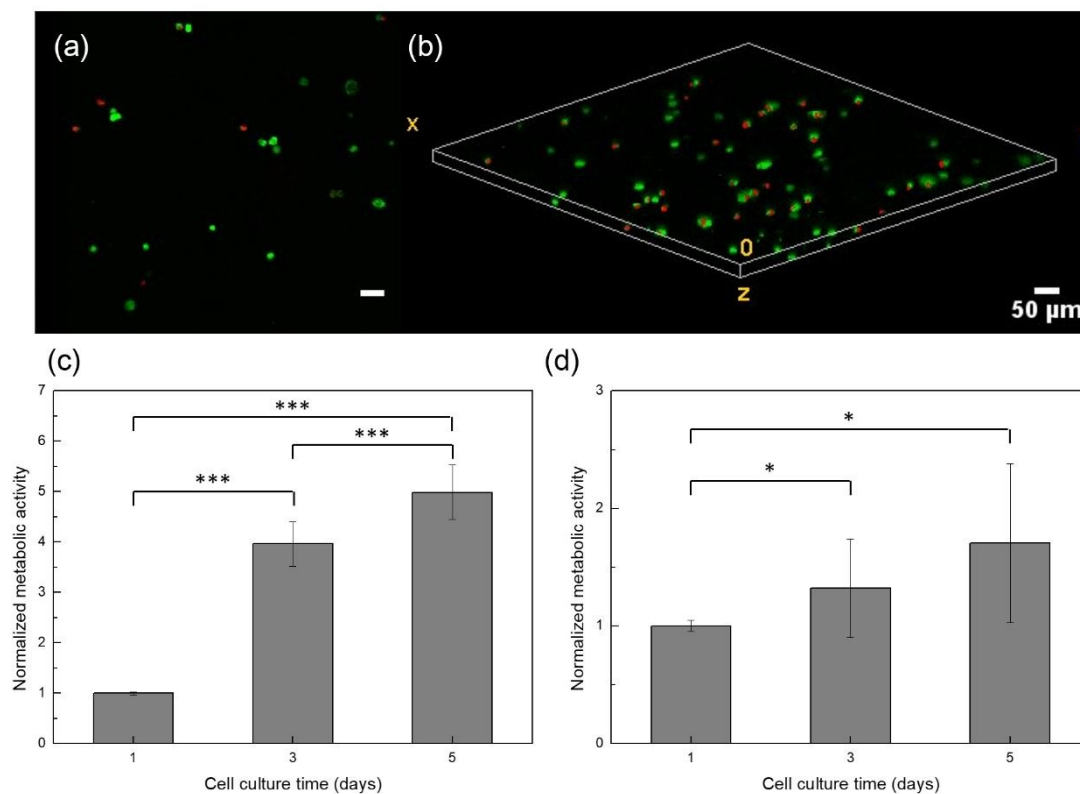 (a)
(b)
X
0
Z
50 µm
(c)
7
6
5
4
3
2
1
0
Normalized metabolic activity
***
***
***
1
3
5
Cell culture time (days)
(d)
3
2
1
0
Normalized metabolic activity
*
*
1
3
5
Cell culture time (days)